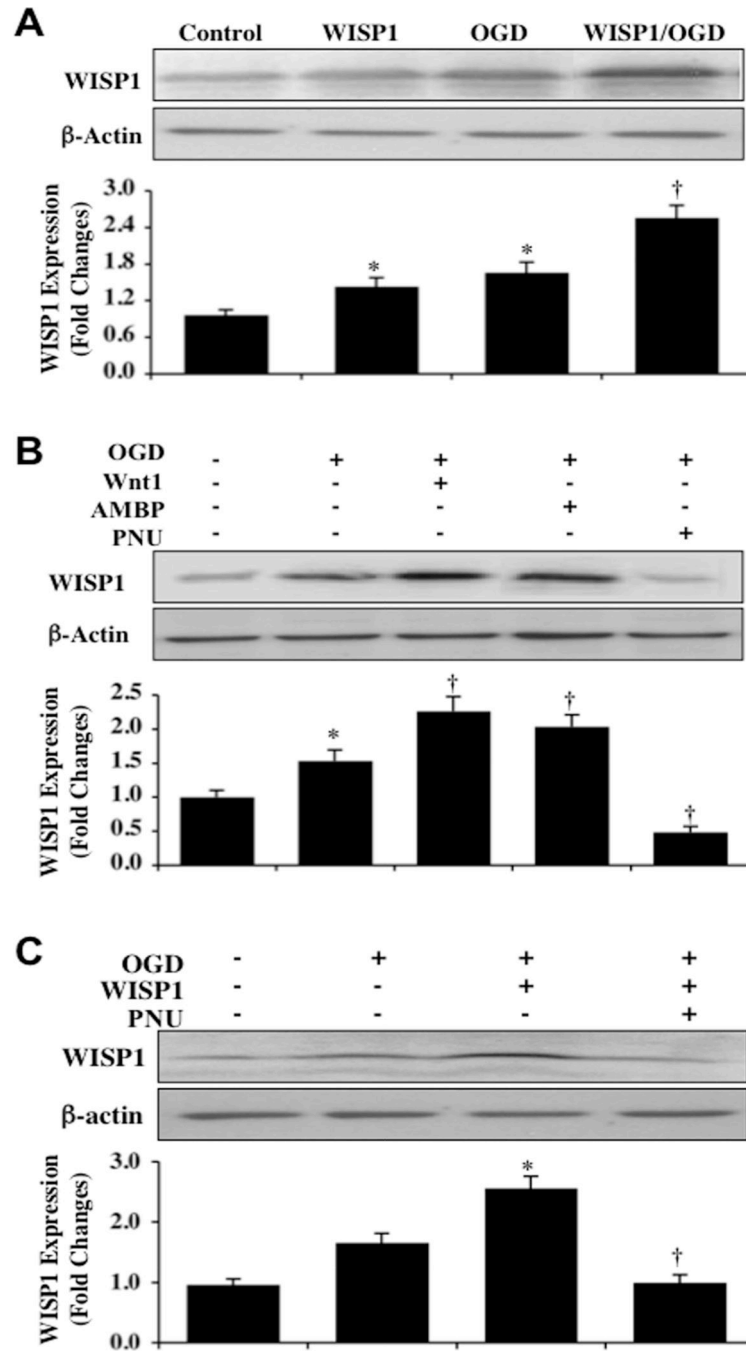 A
Control WISP1 OGD WISP1/OGD
WISP1
β-Actin
WISP1 Expression
(Fold Changes)
3.0
2.4
1.8
1.2
0.6
0.0
* * †
B
OGD - + + + +
Wnt1 - - + - -
AMBP - - - + -
PNU - - - - +
WISP1
β-Actin
WISP1 Expression
(Fold Changes)
2.5
2.0
1.5
1.0
0.5
0.0
* † † †
C
OGD - + + +
WISP1 - - + +
PNU - - - +
WISP1
β-actin
WISP1 Expression
(Fold Changes)
3.0
2.0
1.0
0.0
* †